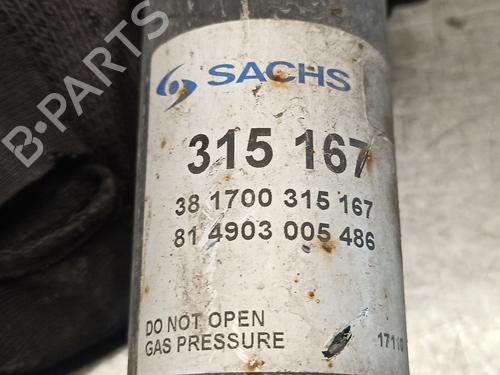 SACHS
315 167
38 1700 315 167
81 4903 005 486
DO NOT OPEN
GAS PRESSURE
B-PARTS